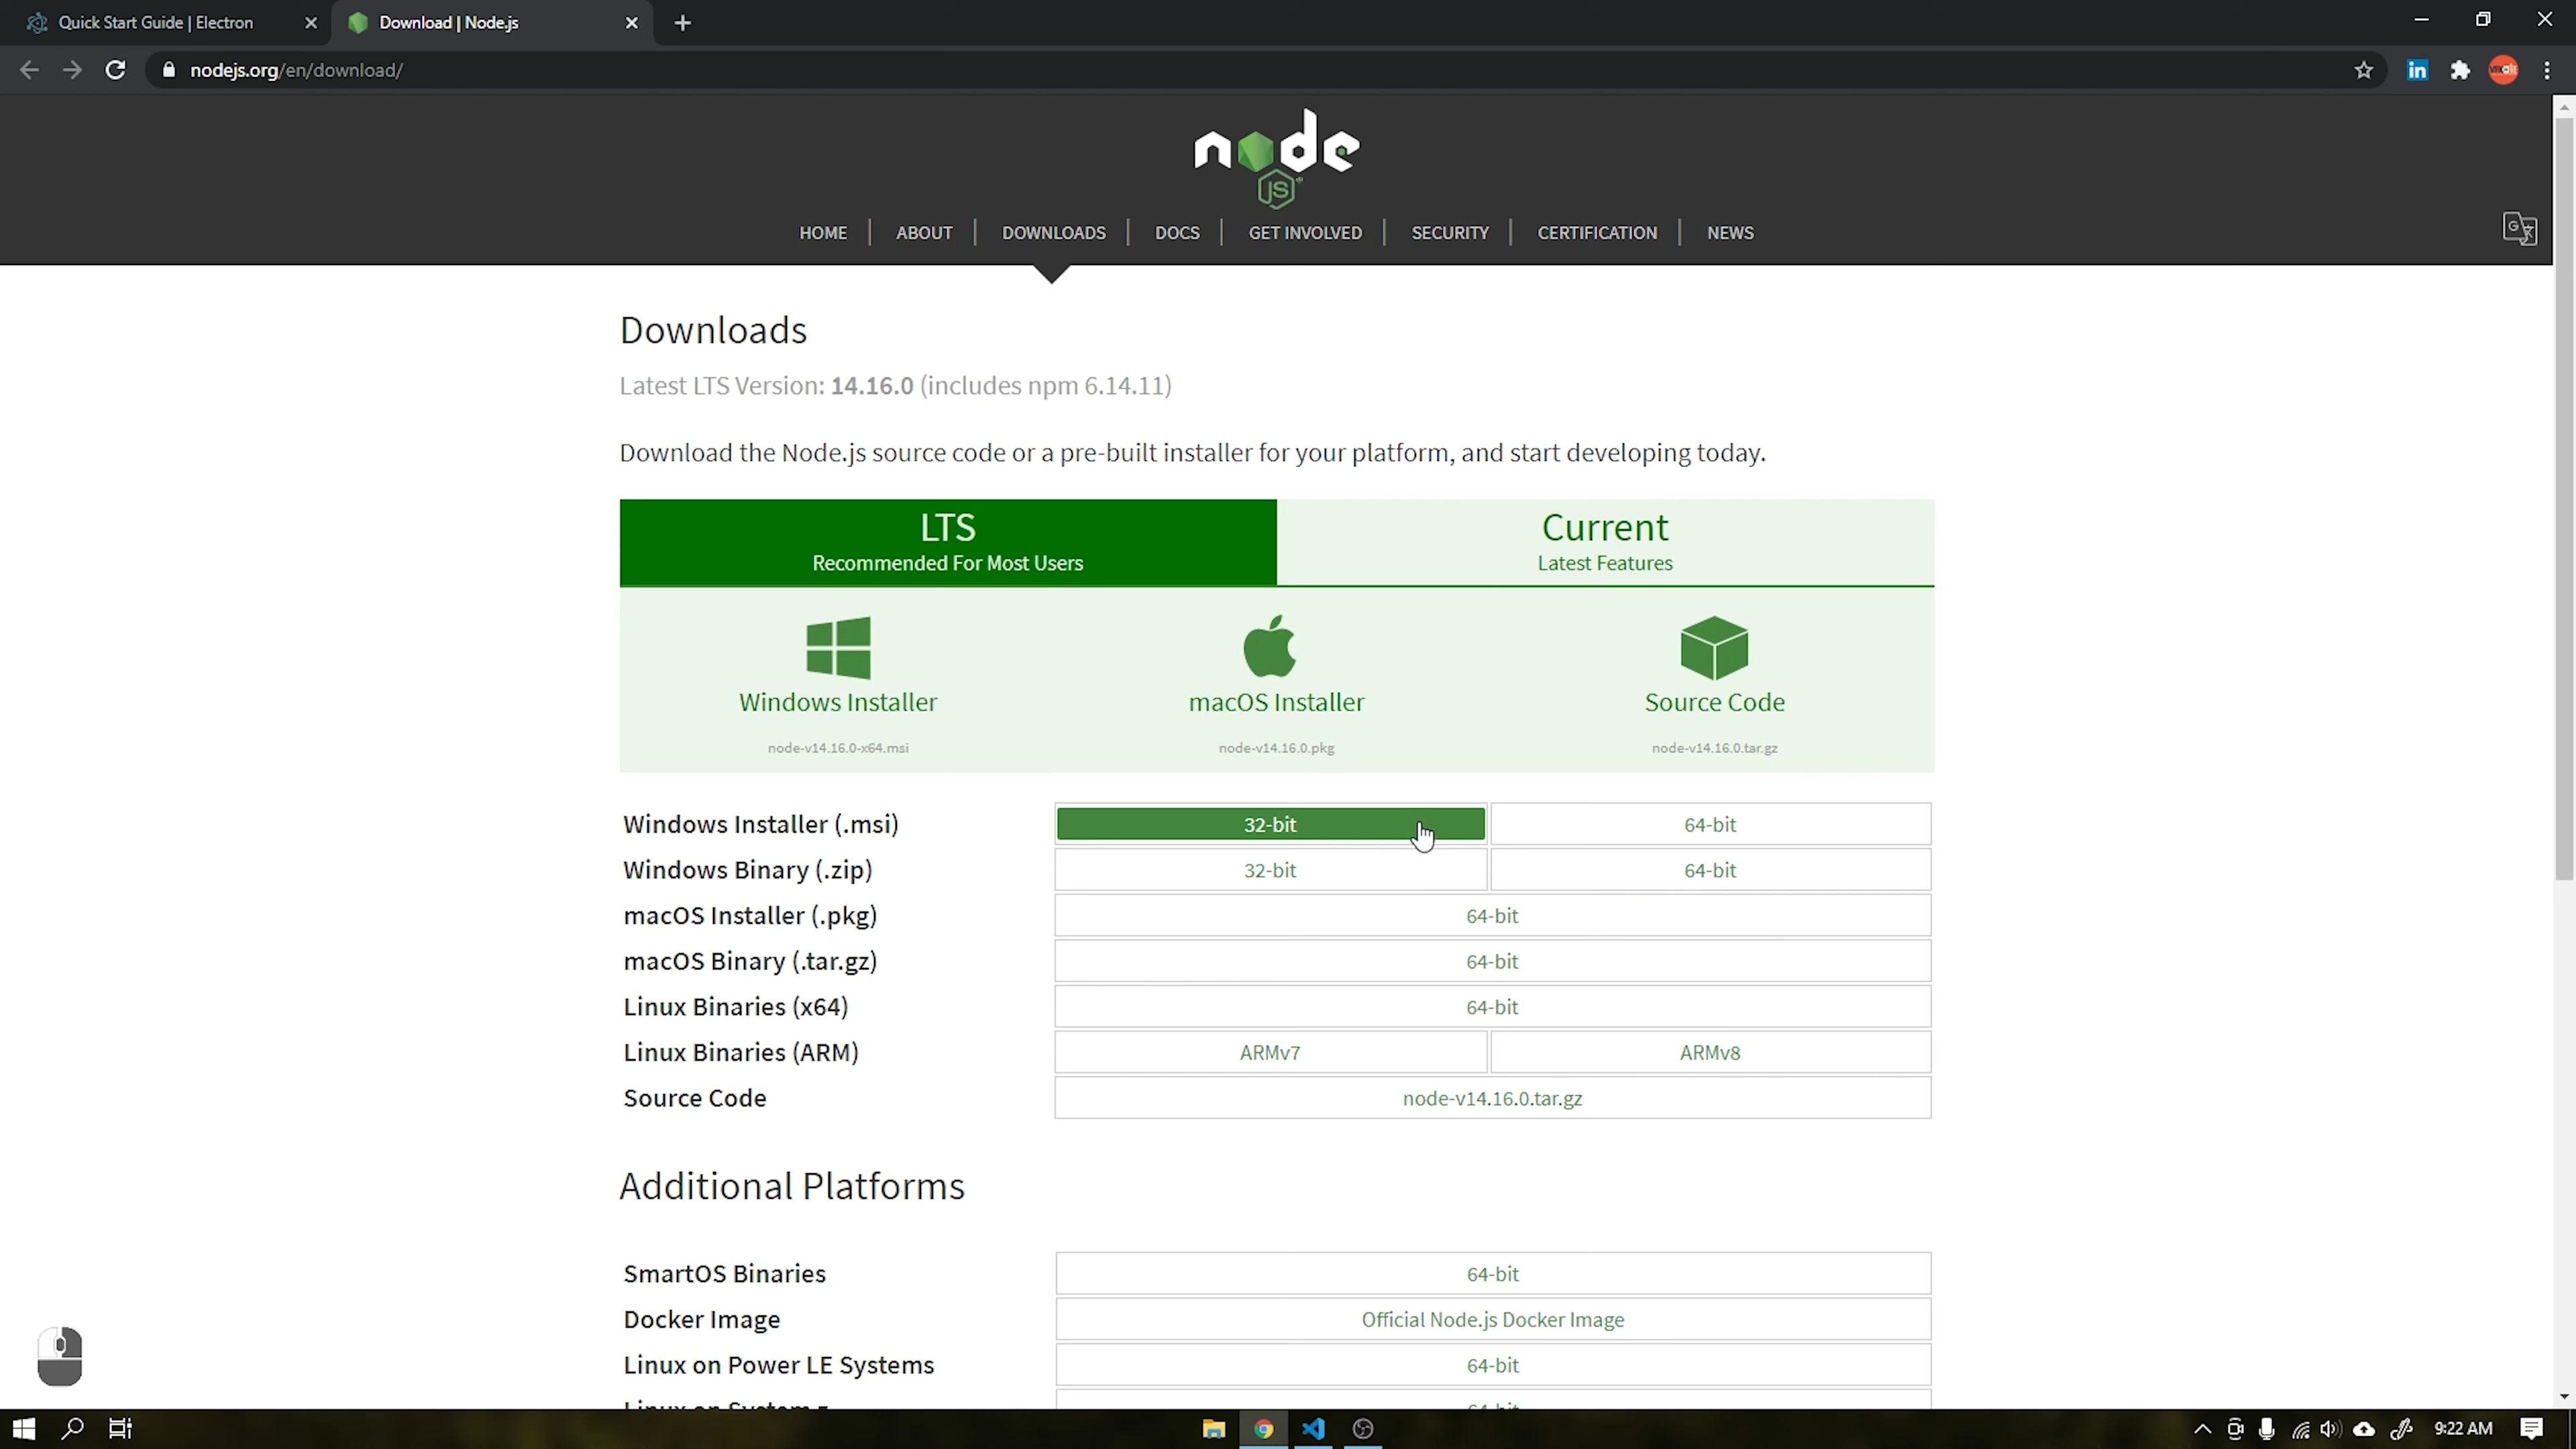 Quick Start Guide | Electron
Download | Node.js
nodejs.org/en/download/
node
JS
HOME
ABOUT
DOWNLOADS
DOCS
GET INVOLVED
SECURITY
CERTIFICATION
NEWS
Downloads
Latest LTS Version: 14.16.0 (includes npm 6.14.11)
Download the Node.js source code or a pre-built installer for your platform, and start developing today.
LTS
Recommended For Most Users
Current
Latest Features
Windows Installer
macOS Installer
Source Code
node-v14.16.0-x64.msi
node-v14.16.0.pkg
node-v14.16.0.tar.gz
Windows Installer (.msi) 32-bit 64-bit
Windows Binary (.zip) 32-bit 64-bit
macOS Installer (.pkg) 64-bit
macOS Binary (.tar.gz) 64-bit
Linux Binaries (x64) 64-bit
Linux Binaries (ARM) ARMv7 ARMv8
Source Code node-v14.16.0.tar.gz
Additional Platforms
SmartOS Binaries 64-bit
Docker Image Official Node.js Docker Image
Linux on Power LE Systems 64-bit
Linux on System z 64-bit
9:22 AM